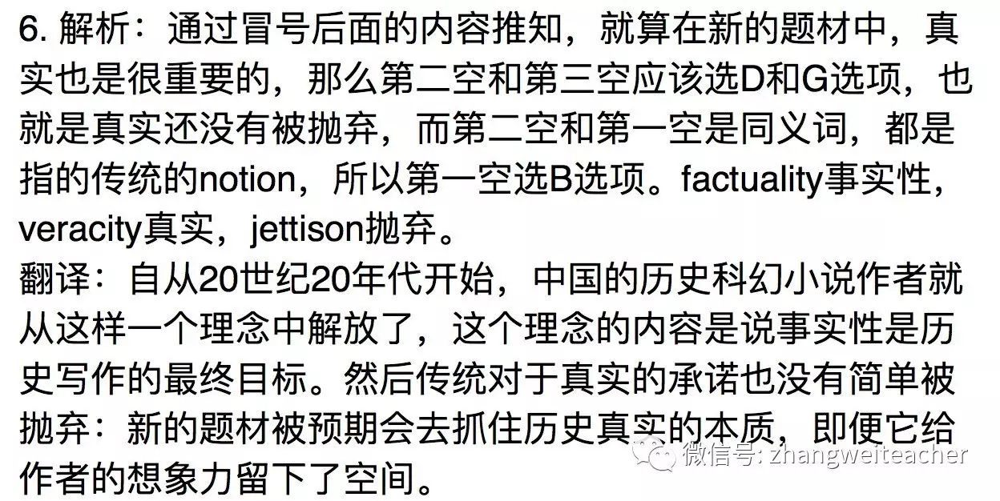 6. 解析：通过冒号后面的内容推知，就算在新的题材中，真
实也是很重要的，那么第二空和第三空应该选D和G选项，也
就是真实还没有被抛弃，而第二空和第一空是同义词，都是
指的传统的notion，所以第一空选B选项。factuality事实性，
veracity真实，jettison抛弃。
翻译：自从20世纪20年代开始，中国的历史科幻小说作者就
从这样一个理念中解放了，这个理念的内容是说事实性是历
史写作的最终目标。然后传统对于真实的承诺也没有简单被
抛弃：新的题材被预期会去抓住历史真实的本质，即便它给
作者的想象力留下了空间。
微信号: zhangweiteacher